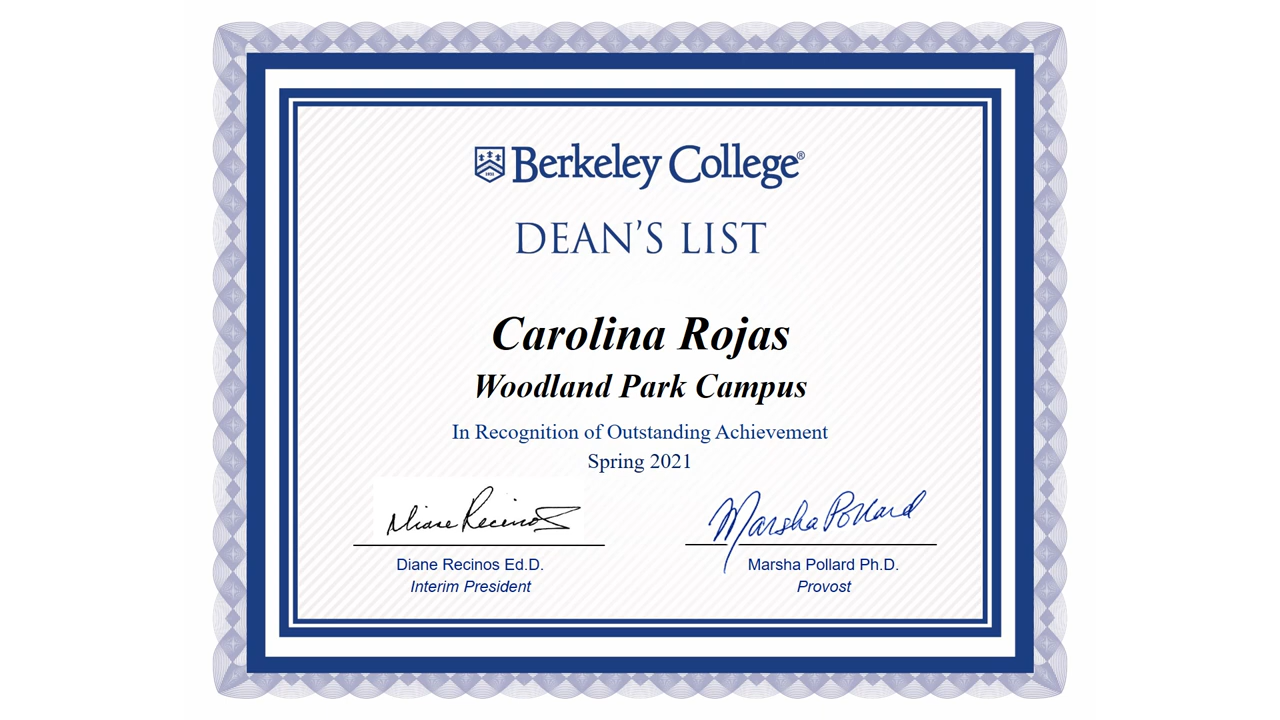 Berkeley College®
DEAN'S LIST
Carolina Rojas
Woodland Park Campus
In Recognition of Outstanding Achievement
Spring 2021
Diane Recinos Marsha Pollard
Diane Recinos Ed.D. Marsha Pollard Ph.D.
Interim President Provost